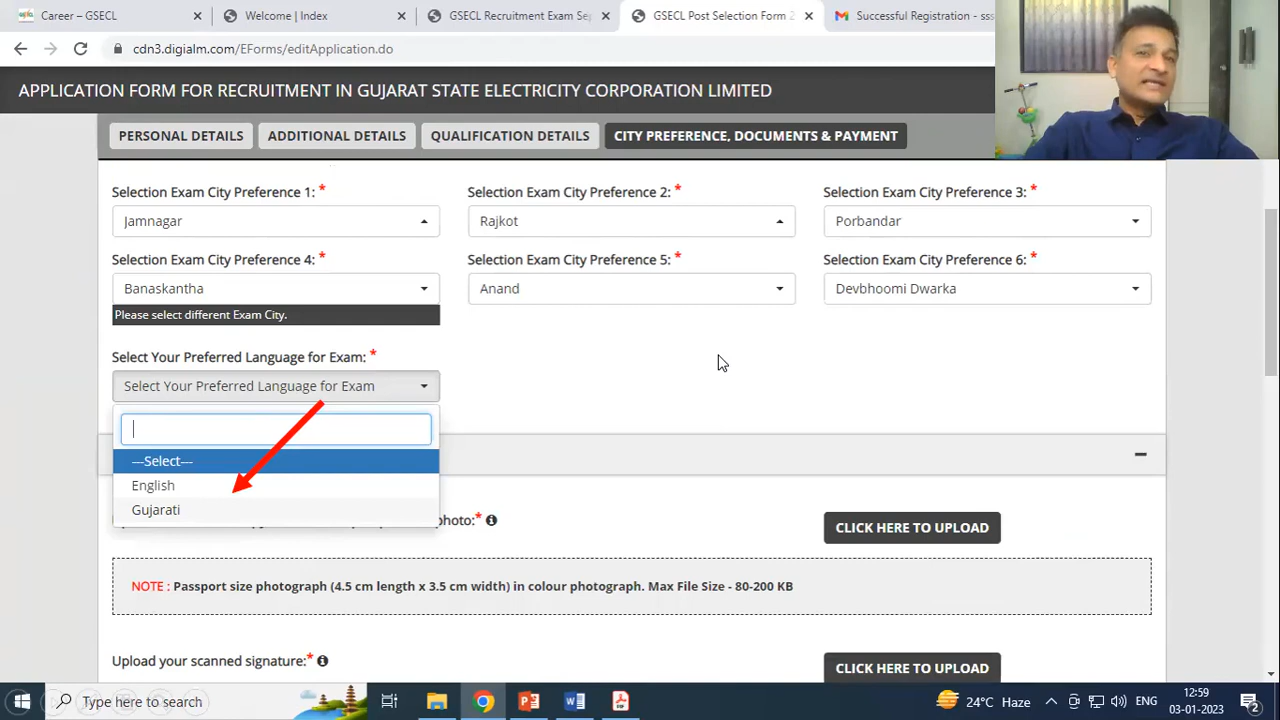 Career – GSECL
Welcome | Index
GSECL Recruitment Exam Se
GSECL Post Selection Form 2
Successful Registration - sss
cdn3.digialm.com/EForms/editApplication.do
APPLICATION FORM FOR RECRUITMENT IN GUJARAT STATE ELECTRICITY CORPORATION LIMITED
PERSONAL DETAILS ADDITIONAL DETAILS QUALIFICATION DETAILS CITY PREFERENCE, DOCUMENTS & PAYMENT
Selection Exam City Preference 1: * Selection Exam City Preference 2: * Selection Exam City Preference 3: *
Jamnagar Rajkot Porbandar
Selection Exam City Preference 4: * Selection Exam City Preference 5: * Selection Exam City Preference 6: *
Banaskantha Anand Devbhoomi Dwarka
Please select different Exam City.
Select Your Preferred Language for Exam: *
Select Your Preferred Language for Exam
---Select---
English
Gujarati
photo: * CLICK HERE TO UPLOAD
NOTE : Passport size photograph (4.5 cm length x 3.5 cm width) in colour photograph. Max File Size - 80-200 KB
Upload your scanned signature: * CLICK HERE TO UPLOAD
Type here to search
24°C Haze
ENG
12:59
03-01-2023
2